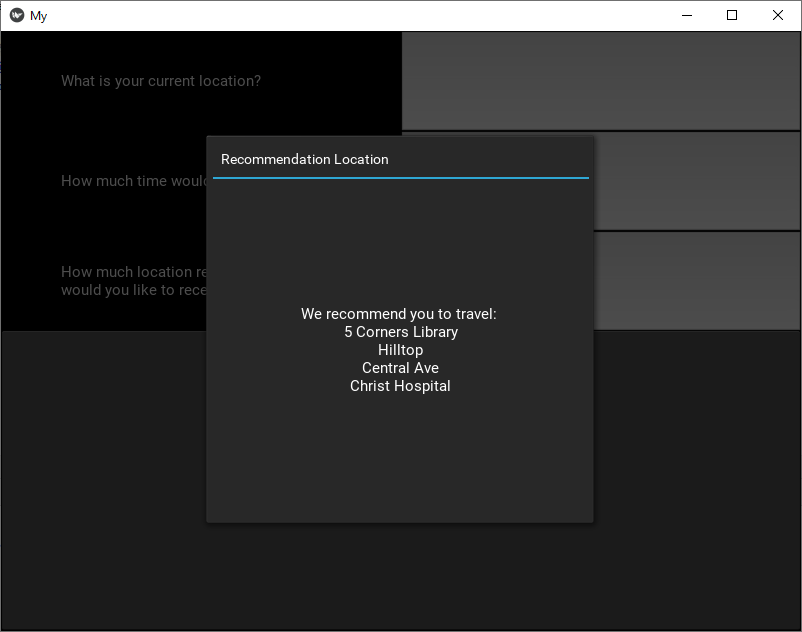 My
What is your current location?
How much time would
Recommendation Location
How much location re
would you like to rece
We recommend you to travel:
5 Corners Library
Hilltop
Central Ave
Christ Hospital